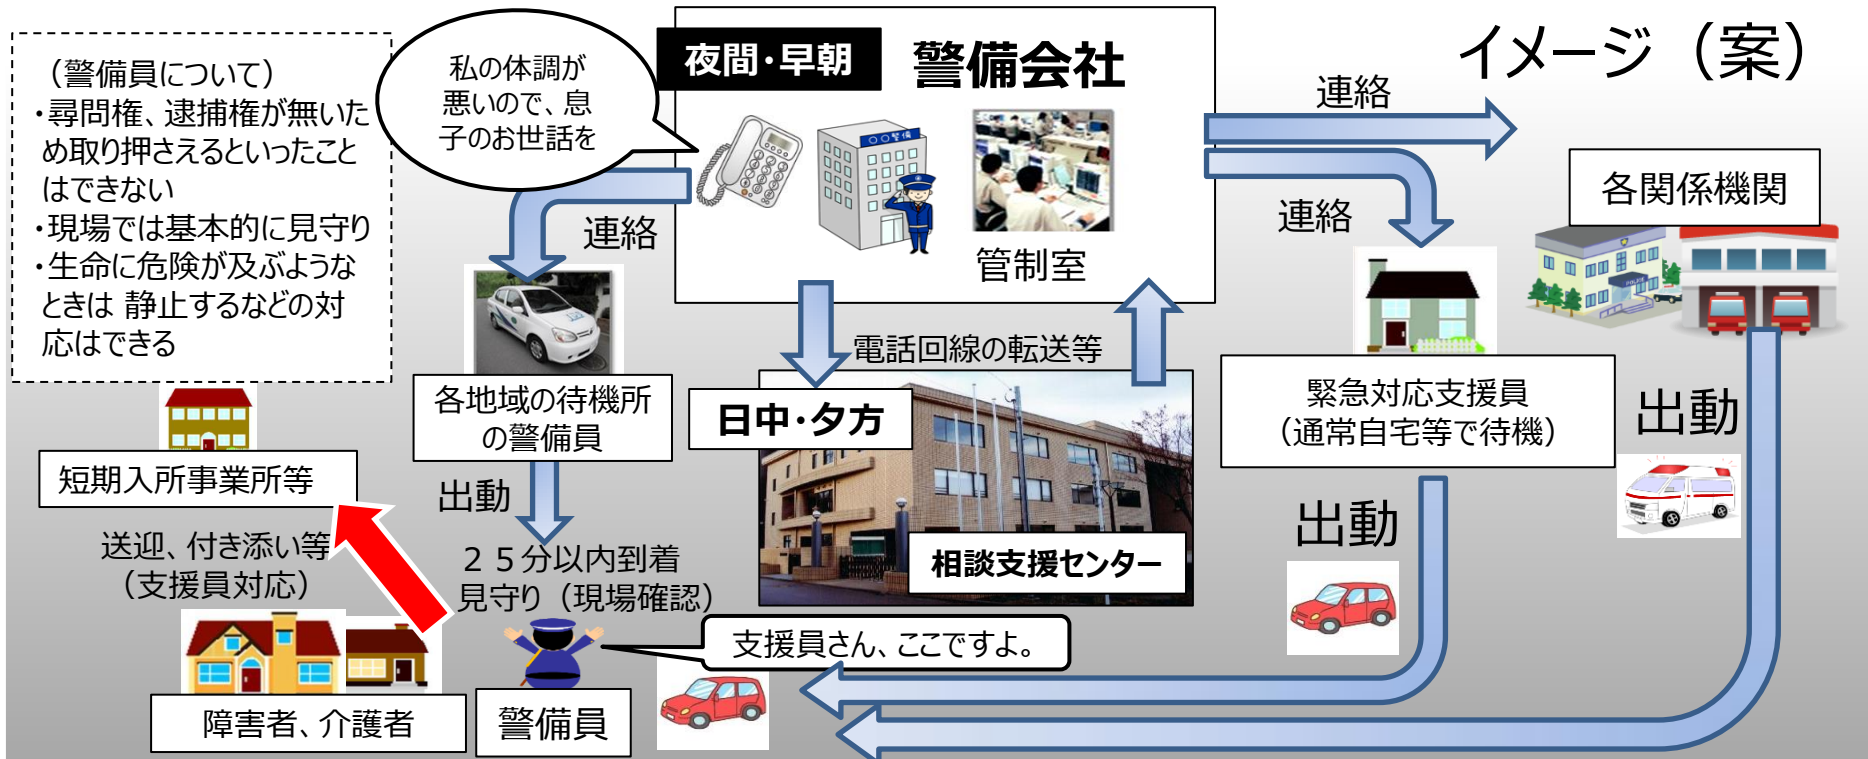 イメージ（案）
（警備員について）
・尋問権、逮捕権が無いた
め取り押さえるといったこと
はできない
・現場では基本的に見守り
・生命に危険が及ぶような
ときは 静止するなどの対
応はできる
私の体調が
悪いので、息
子のお世話を
夜間・早朝
警備会社
○○警備
管制室
連絡
連絡
連絡
各関係機関
POLICE
電話回線の転送等
日中・夕方
相談支援センター
各地域の待機所
の警備員
緊急対応支援員
（通常自宅等で待機）
出動
出動
出動
短期入所事業所等
送迎、付き添い等
（支援員対応）
２５分以内到着
見守り（現場確認）
支援員さん、ここですよ。
障害者、介護者
警備員